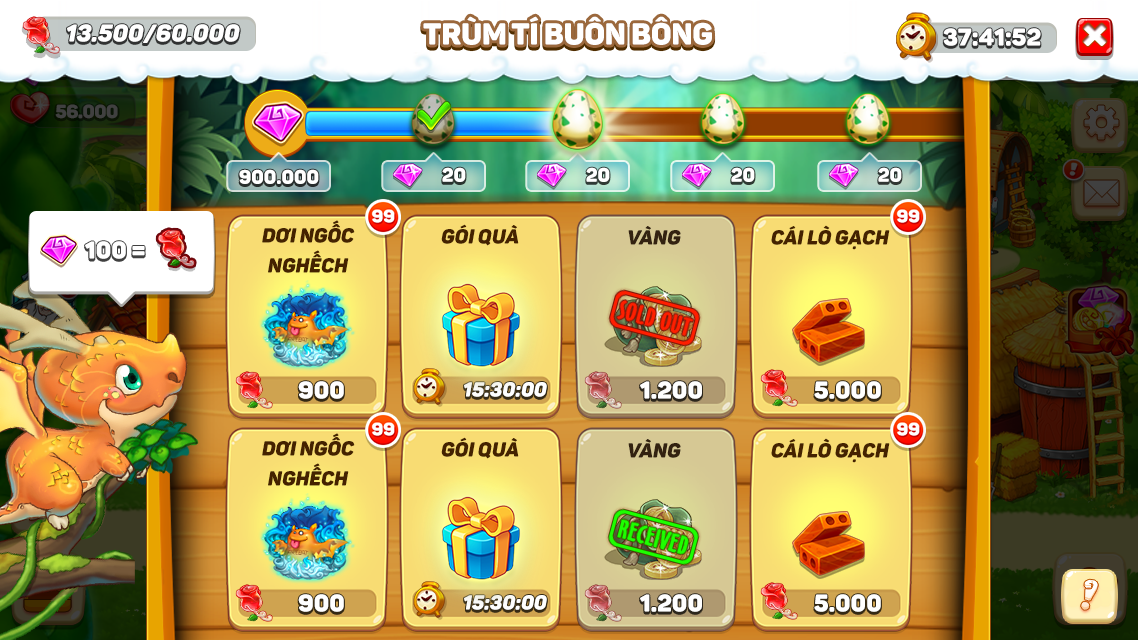 13.500/60.000
TRÙM TÍ BUÔN BÔNG
37:41:52
56.000
900.000
20
20
20
20
100 =
99
99
DƠI NGỐC
NGHẾCH
GÓI QUÀ
VÀNG
CÁI LÒ GẠCH
SOLD OUT
900
15:30:00
1.200
5.000
99
99
DƠI NGỐC
NGHẾCH
GÓI QUÀ
VÀNG
CÁI LÒ GẠCH
RECEIVED
900
15:30:00
1.200
5.000